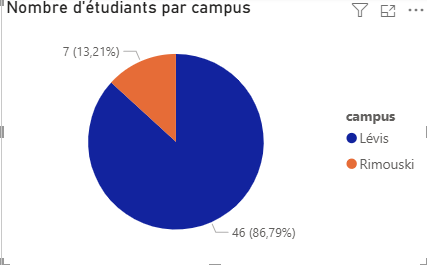 Nombre d'étudiants par campus
7 (13,21%)
campus
Lévis
Rimouski
46 (86,79%)